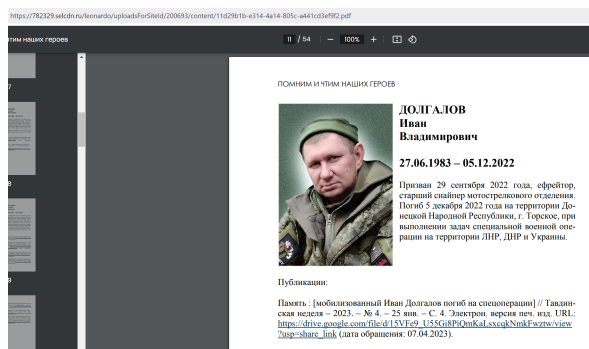 https://782329.selcdn.ru/leonardo/uploadsForSiteId/200693/content/11d29b1b-e314-4a14-805c-a441cd3ef9f2.pdf
тим наших героев
11 / 54
100%
7
8
9
ПОМНИМ И ЧТИМ НАШИХ ГЕРОЕВ
ДОЛГАЛОВ
Иван
Владимирович
27.06.1983 – 05.12.2022
Призван 29 сентября 2022 года, ефрейтор,
старший снайпер мотострелкового отделения.
Погиб 5 декабря 2022 года на территории До-
нецкой Народной Республики, г. Торское, при
выполнении задач специальной военной опе-
рации на территории ЛНР, ДНР и Украины.
Публикации:
Память : [мобилизованный Иван Долгалов погиб на спецоперации] // Тавдин-
ская неделя – 2023. – № 4. – 25 янв. – С. 4. Электрон. версия печ. изд. URL:
https://drive.google.com/file/d/15VFe9_U55Gi8PiQmKaLsxcqkNmkFwztw/view
?usp=share_link (дата обращения: 07.04.2023).